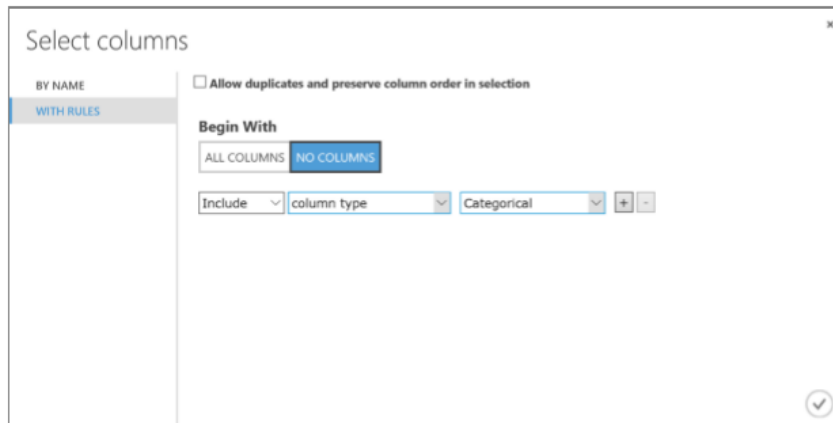 Select columns
BY NAME
WITH RULES
Allow duplicates and preserve column order in selection
Begin With
ALL COLUMNS NO COLUMNS
Include column type Categorical + -